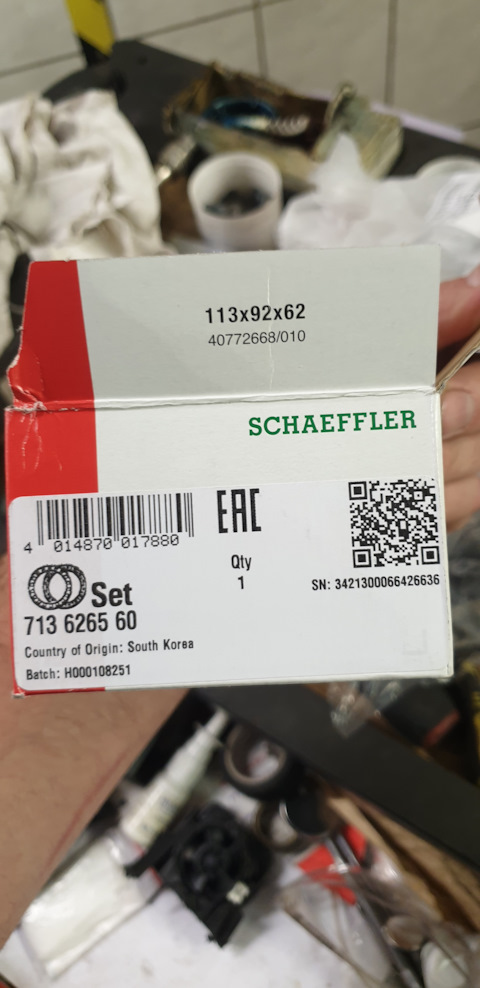 113x92x62
40772668/010
SCHAEFFLER
EAC
4 014870 017880
Qty
1
SN: 3421300066426636
Set
713 6265 60
Country of Origin: South Korea
Batch: H000108251